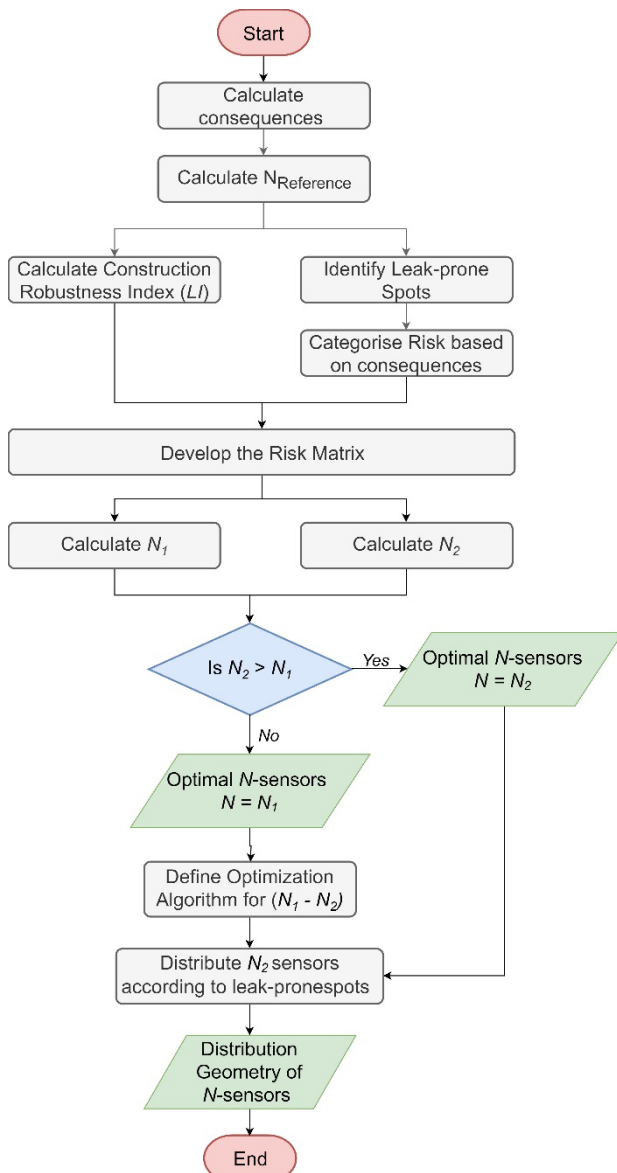 Start
Calculate
consequences
Calculate N_Reference
Calculate Construction
Robustness Index (LI)
Identify Leak-prone
Spots
Categorise Risk based
on consequences
Develop the Risk Matrix
Calculate N₁
Calculate N₂
Is N₂ > N₁
Yes
Optimal N-sensors
N = N₂
No
Optimal N-sensors
N = N₁
Define Optimization
Algorithm for (N₁ - N₂)
Distribute N₂ sensors
according to leak-pronespots
Distribution
Geometry of
N-sensors
End